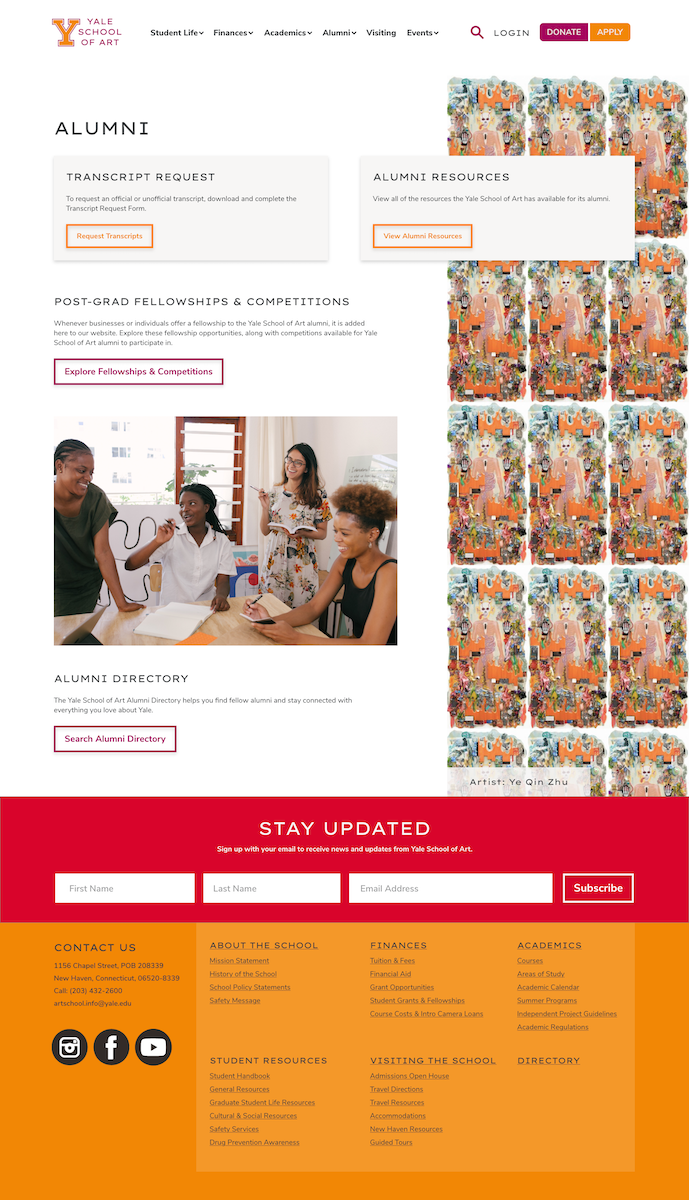 YALE
SCHOOL
OF ART
Student Life
Finances
Academics
Alumni
Visiting
Events
LOGIN
DONATE
APPLY
ALUMNI
TRANSCRIPT REQUEST
To request an official or unofficial transcript, download and complete the
Transcript Request Form.
Request Transcripts
ALUMNI RESOURCES
View all of the resources the Yale School of Art has available for its alumni.
View Alumni Resources
POST-GRAD FELLOWSHIPS & COMPETITIONS
Whenever businesses or individuals offer a fellowship to the Yale School of Art alumni, it is added
here to our website. Explore these fellowship opportunities, along with competitions available for Yale
School of Art alumni to participate in.
Explore Fellowships & Competitions
ALUMNI DIRECTORY
The Yale School of Art Alumni Directory helps you find fellow alumni and stay connected with
everything you love about Yale.
Search Alumni Directory
Artist: Ye Qin Zhu
STAY UPDATED
Sign up with your email to receive news and updates from Yale School of Art.
First Name
Last Name
Email Address
Subscribe
CONTACT US
1156 Chapel Street, POB 208339
New Haven, Connecticut, 06520-8339
Call: (203) 432-2600
artschool.info@yale.edu
ABOUT THE SCHOOL
Mission Statement
History of the School
School Policy Statements
Safety Message
FINANCES
Tuition & Fees
Financial Aid
Grant Opportunities
Student Grants & Fellowships
Course Costs & Intro Camera Loans
ACADEMICS
Courses
Areas of Study
Academic Calendar
Summer Programs
Independent Project Guidelines
Academic Regulations
STUDENT RESOURCES
Student Handbook
General Resources
Graduate Student Life Resources
Cultural & Social Resources
Safety Services
Drug Prevention Awareness
VISITING THE SCHOOL
Admissions Open House
Travel Directions
Travel Resources
Accommodations
New Haven Resources
Guided Tours
DIRECTORY